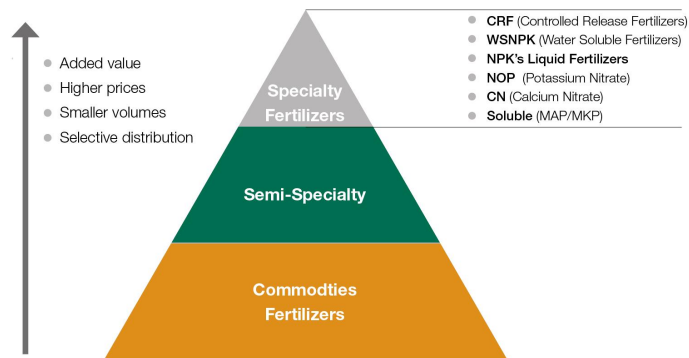 Added value
Higher prices
Smaller volumes
Selective distribution
CRF (Controlled Release Fertilizers)
WSNPK (Water Soluble Fertilizers)
NPK's Liquid Fertilizers
NOP (Potassium Nitrate)
CN (Calcium Nitrate)
Soluble (MAP/MKP)
Specialty
Fertilizers
Semi-Specialty
Commodties
Fertilizers